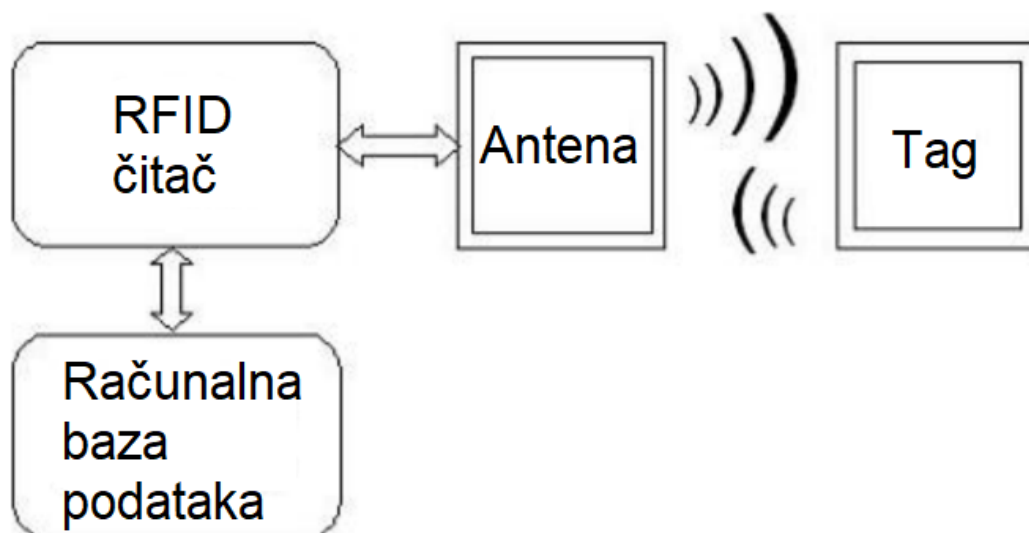 RFID
čitač
Antena
Tag
Računalna
baza
podataka